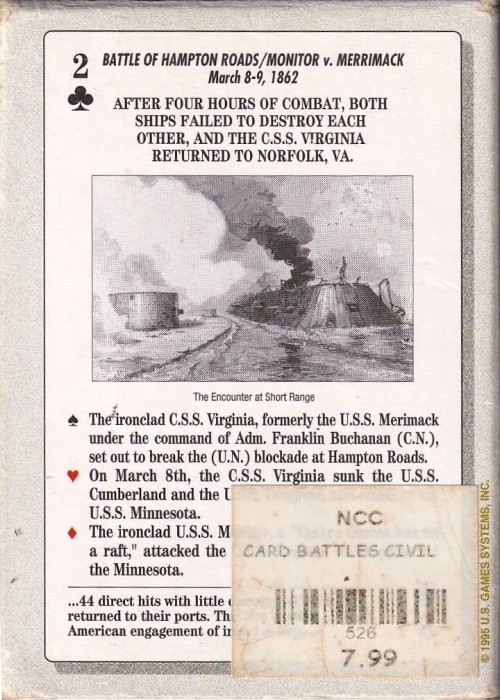 2
BATTLE OF HAMPTON ROADS/MONITOR v. MERRIMACK
March 8-9, 1862
AFTER FOUR HOURS OF COMBAT, BOTH
SHIPS FAILED TO DESTROY EACH
OTHER, AND THE C.S.S. VIRGINIA
RETURNED TO NORFOLK, VA.
The Encounter at Short Range
The ironclad C.S.S. Virginia, formerly the U.S.S. Merimack
under the command of Adm. Franklin Buchanan (C.N.),
set out to break the (U.N.) blockade at Hampton Roads.
On March 8th, the C.S.S. Virginia sunk the U.S.S.
Cumberland and the
U.S.S. Minnesota.
The ironclad U.S.S.
a raft," attacked the
the Minnesota.
...44 direct hits with little
returned to their ports.
American engagement of
NCC
CARD BATTLES CIVIL
526
7.99
© 1995 U.S. GAMES SYSTEMS, INC.